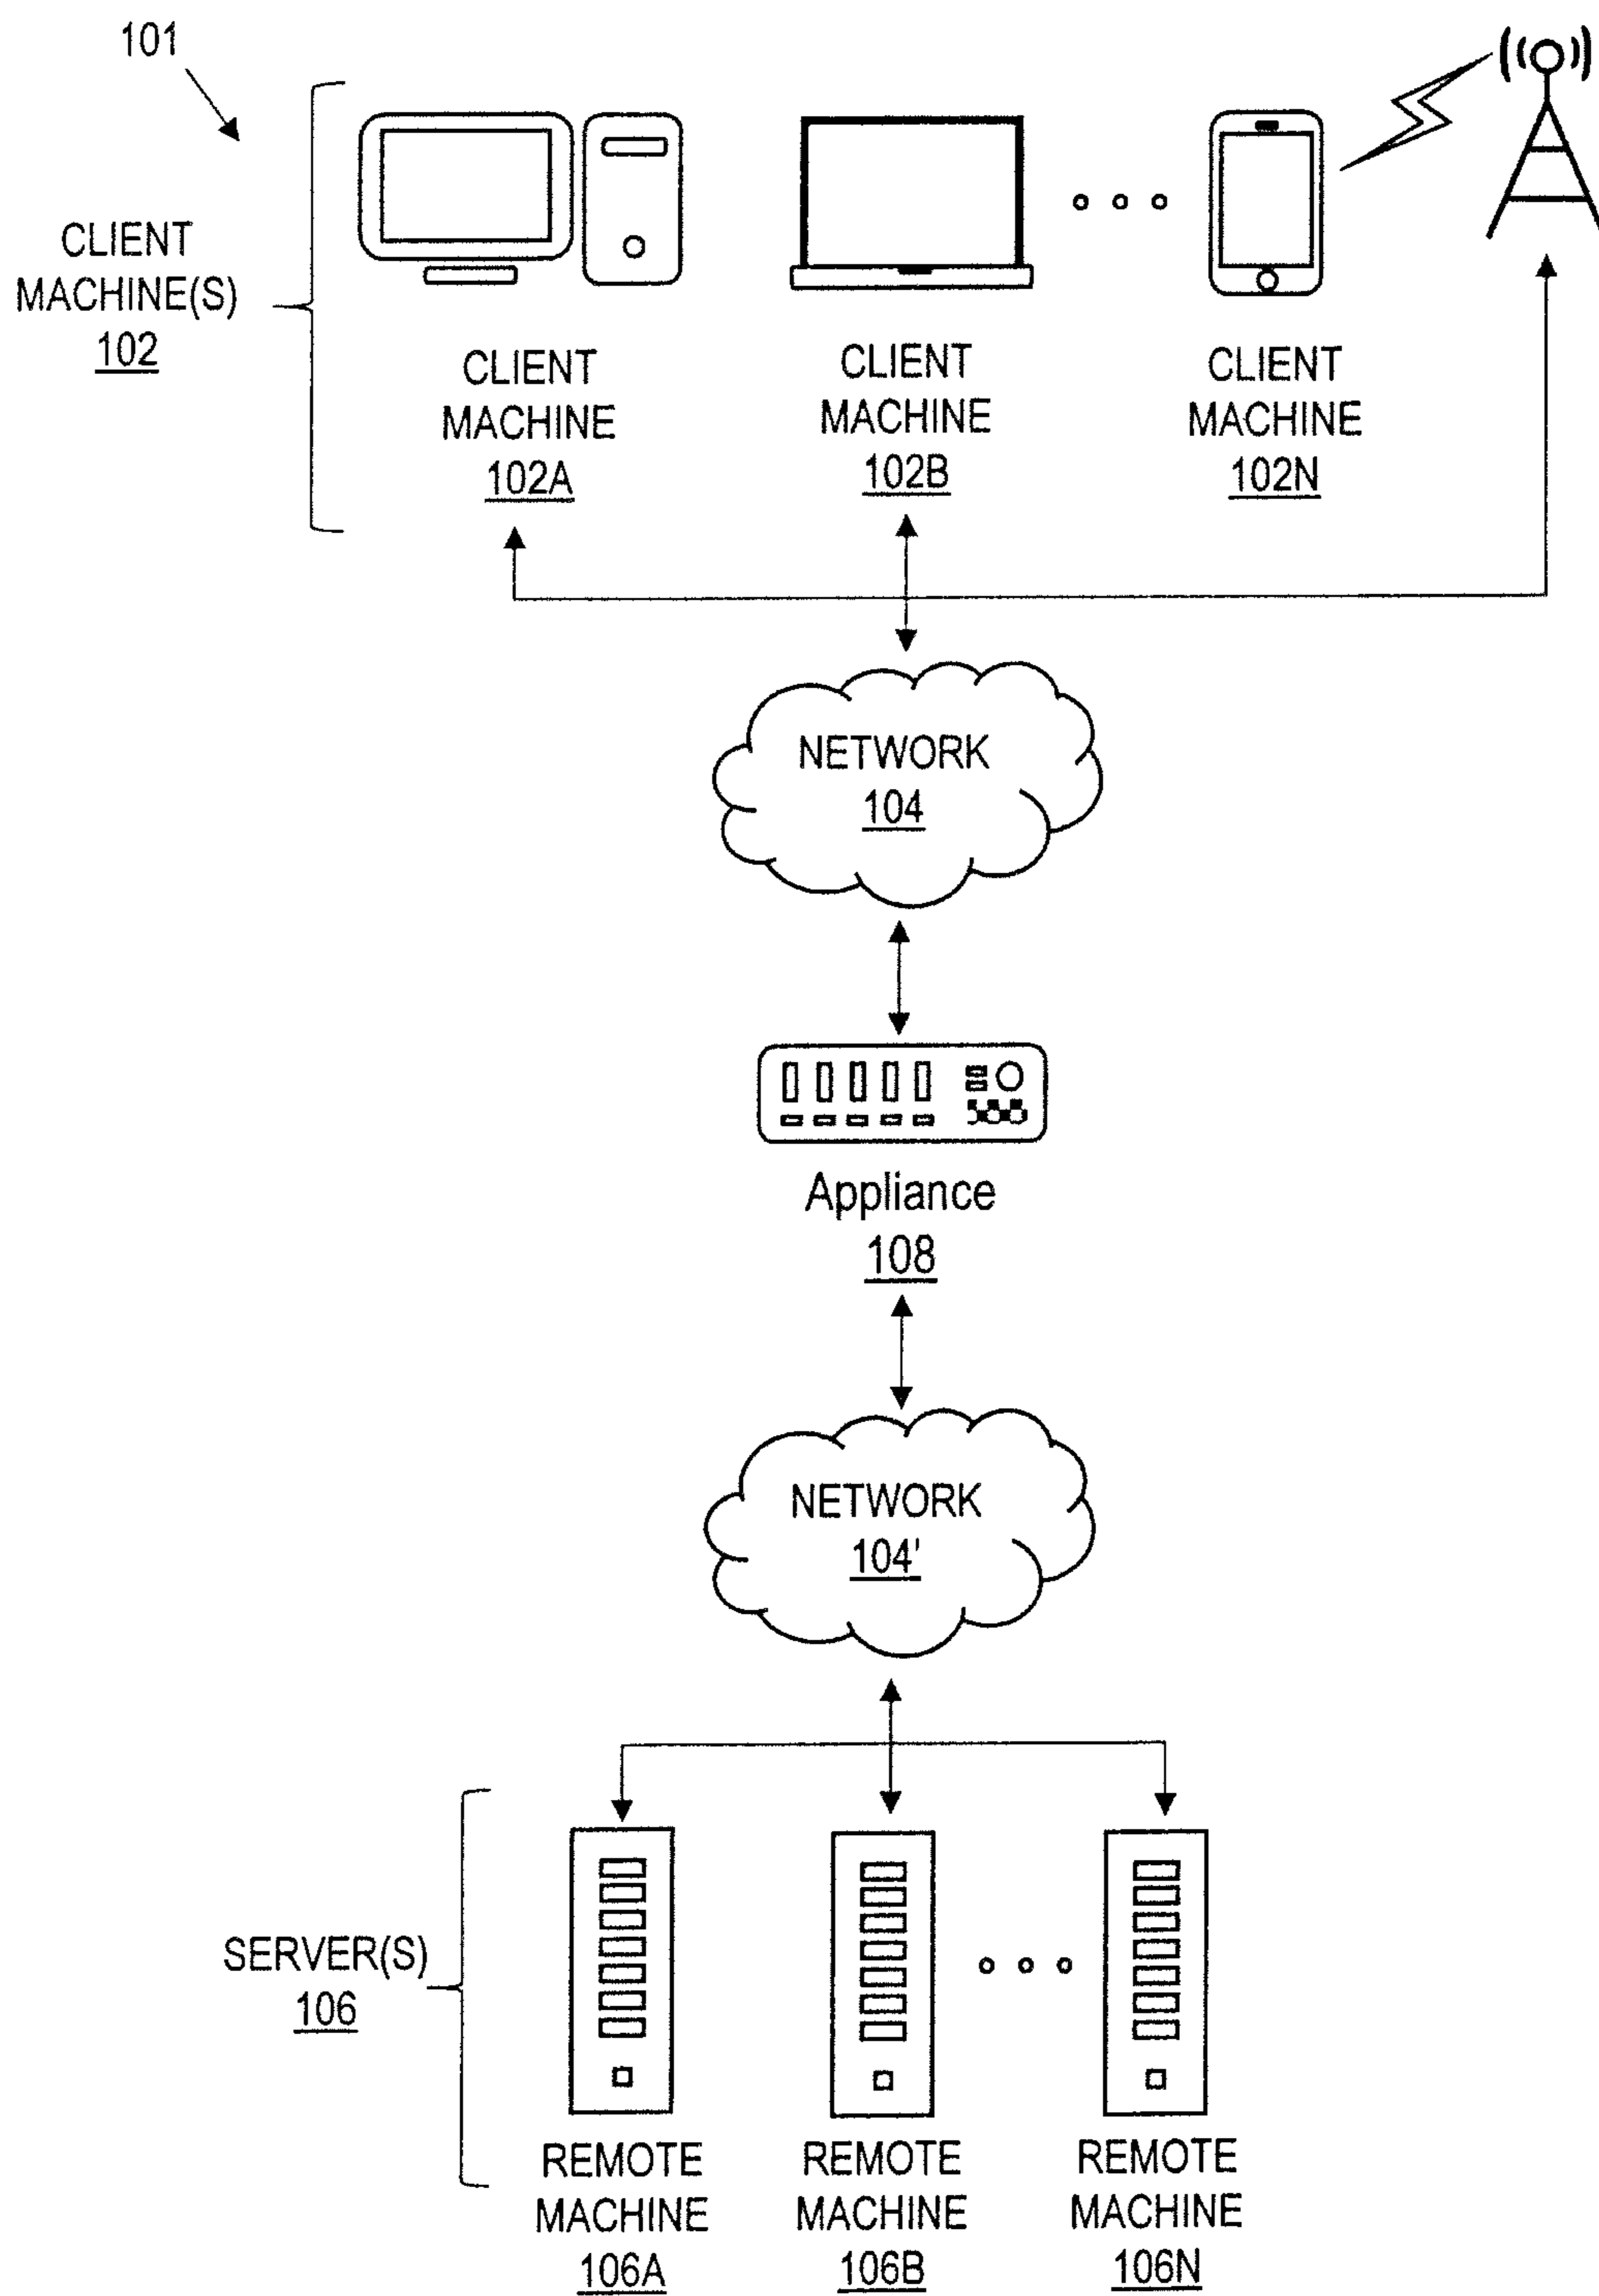 101
CLIENT
MACHINE(S)
102
CLIENT
MACHINE
102A
CLIENT
MACHINE
102B
CLIENT
MACHINE
102N
NETWORK
104
Appliance
108
NETWORK
104'
SERVER(S)
106
REMOTE
MACHINE
106A
REMOTE
MACHINE
106B
REMOTE
MACHINE
106N